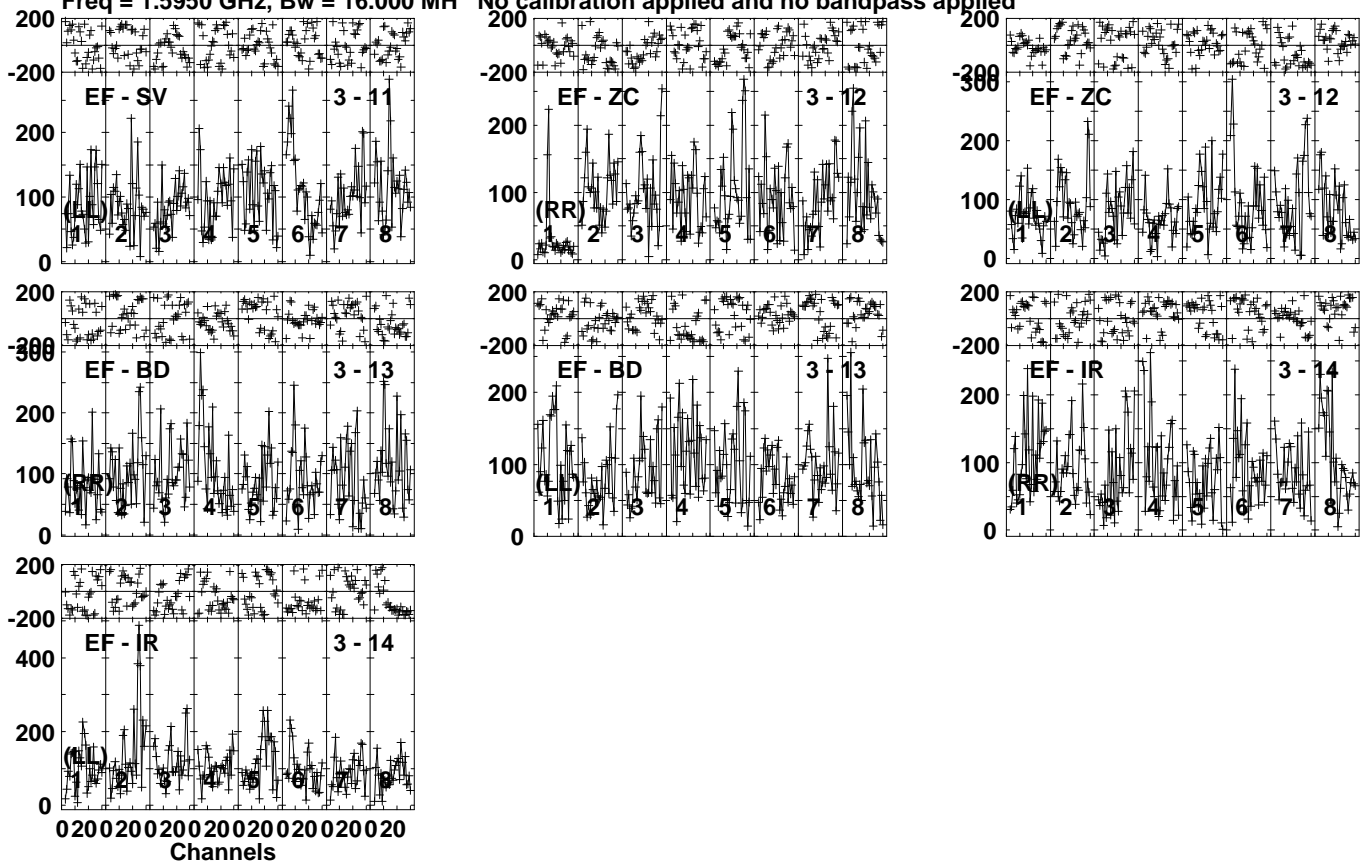 Freq = 1.5950 GHz, Bw = 16.000 MH No calibration applied and no bandpass applied
200 200 200
-200 -200 -200
300
EF - SV 3 - 11 EF - ZC 3 - 12 EF - ZC 3 - 12
200 200 200
100 100 100
(LL) (RR) (LL)
1 2 3 4 5 6 7 8 1 2 3 4 5 6 7 8 1 2 3 4 5 6 7 8
0 0 0
200 200 200
-200 -200 -200
300
EF - BD 3 - 13 EF - BD 3 - 13 EF - IR 3 - 14
200 200 200
100 100 100
(RR) (LL) (RR)
1 2 3 4 5 6 7 8 1 2 3 4 5 6 7 8 1 2 3 4 5 6 7 8
0 0 0
200
-200
EF - IR 3 - 14
400
200
(LL)
1 2 3 4 5 6 7 8
0
0 20 0 20 0 20 0 20 0 20 0 20 0 20 0 20
Channels